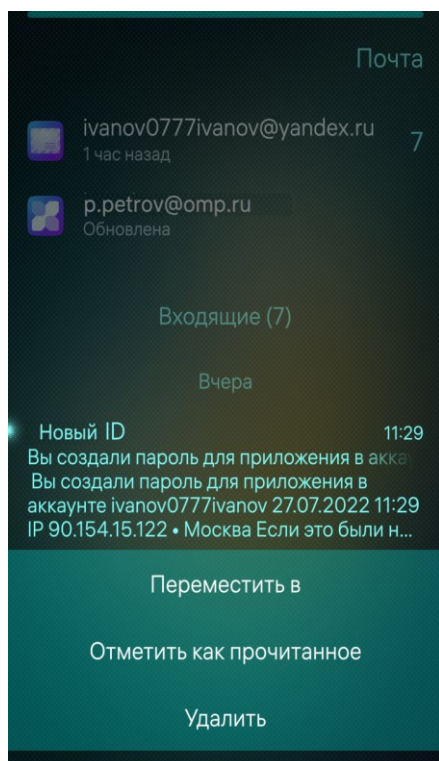 Почта
ivanov0777ivanov@yandex.ru 7
1 час назад
p.petrov@omp.ru
Обновлена
Входящие (7)
Вчера
Новый ID 11:29
Вы создали пароль для приложения в акка
Вы создали пароль для приложения в
аккаунте ivanov0777ivanov 27.07.2022 11:29
IP 90.154.15.122 • Москва Если это были н...
Переместить в
Отметить как прочитанное
Удалить